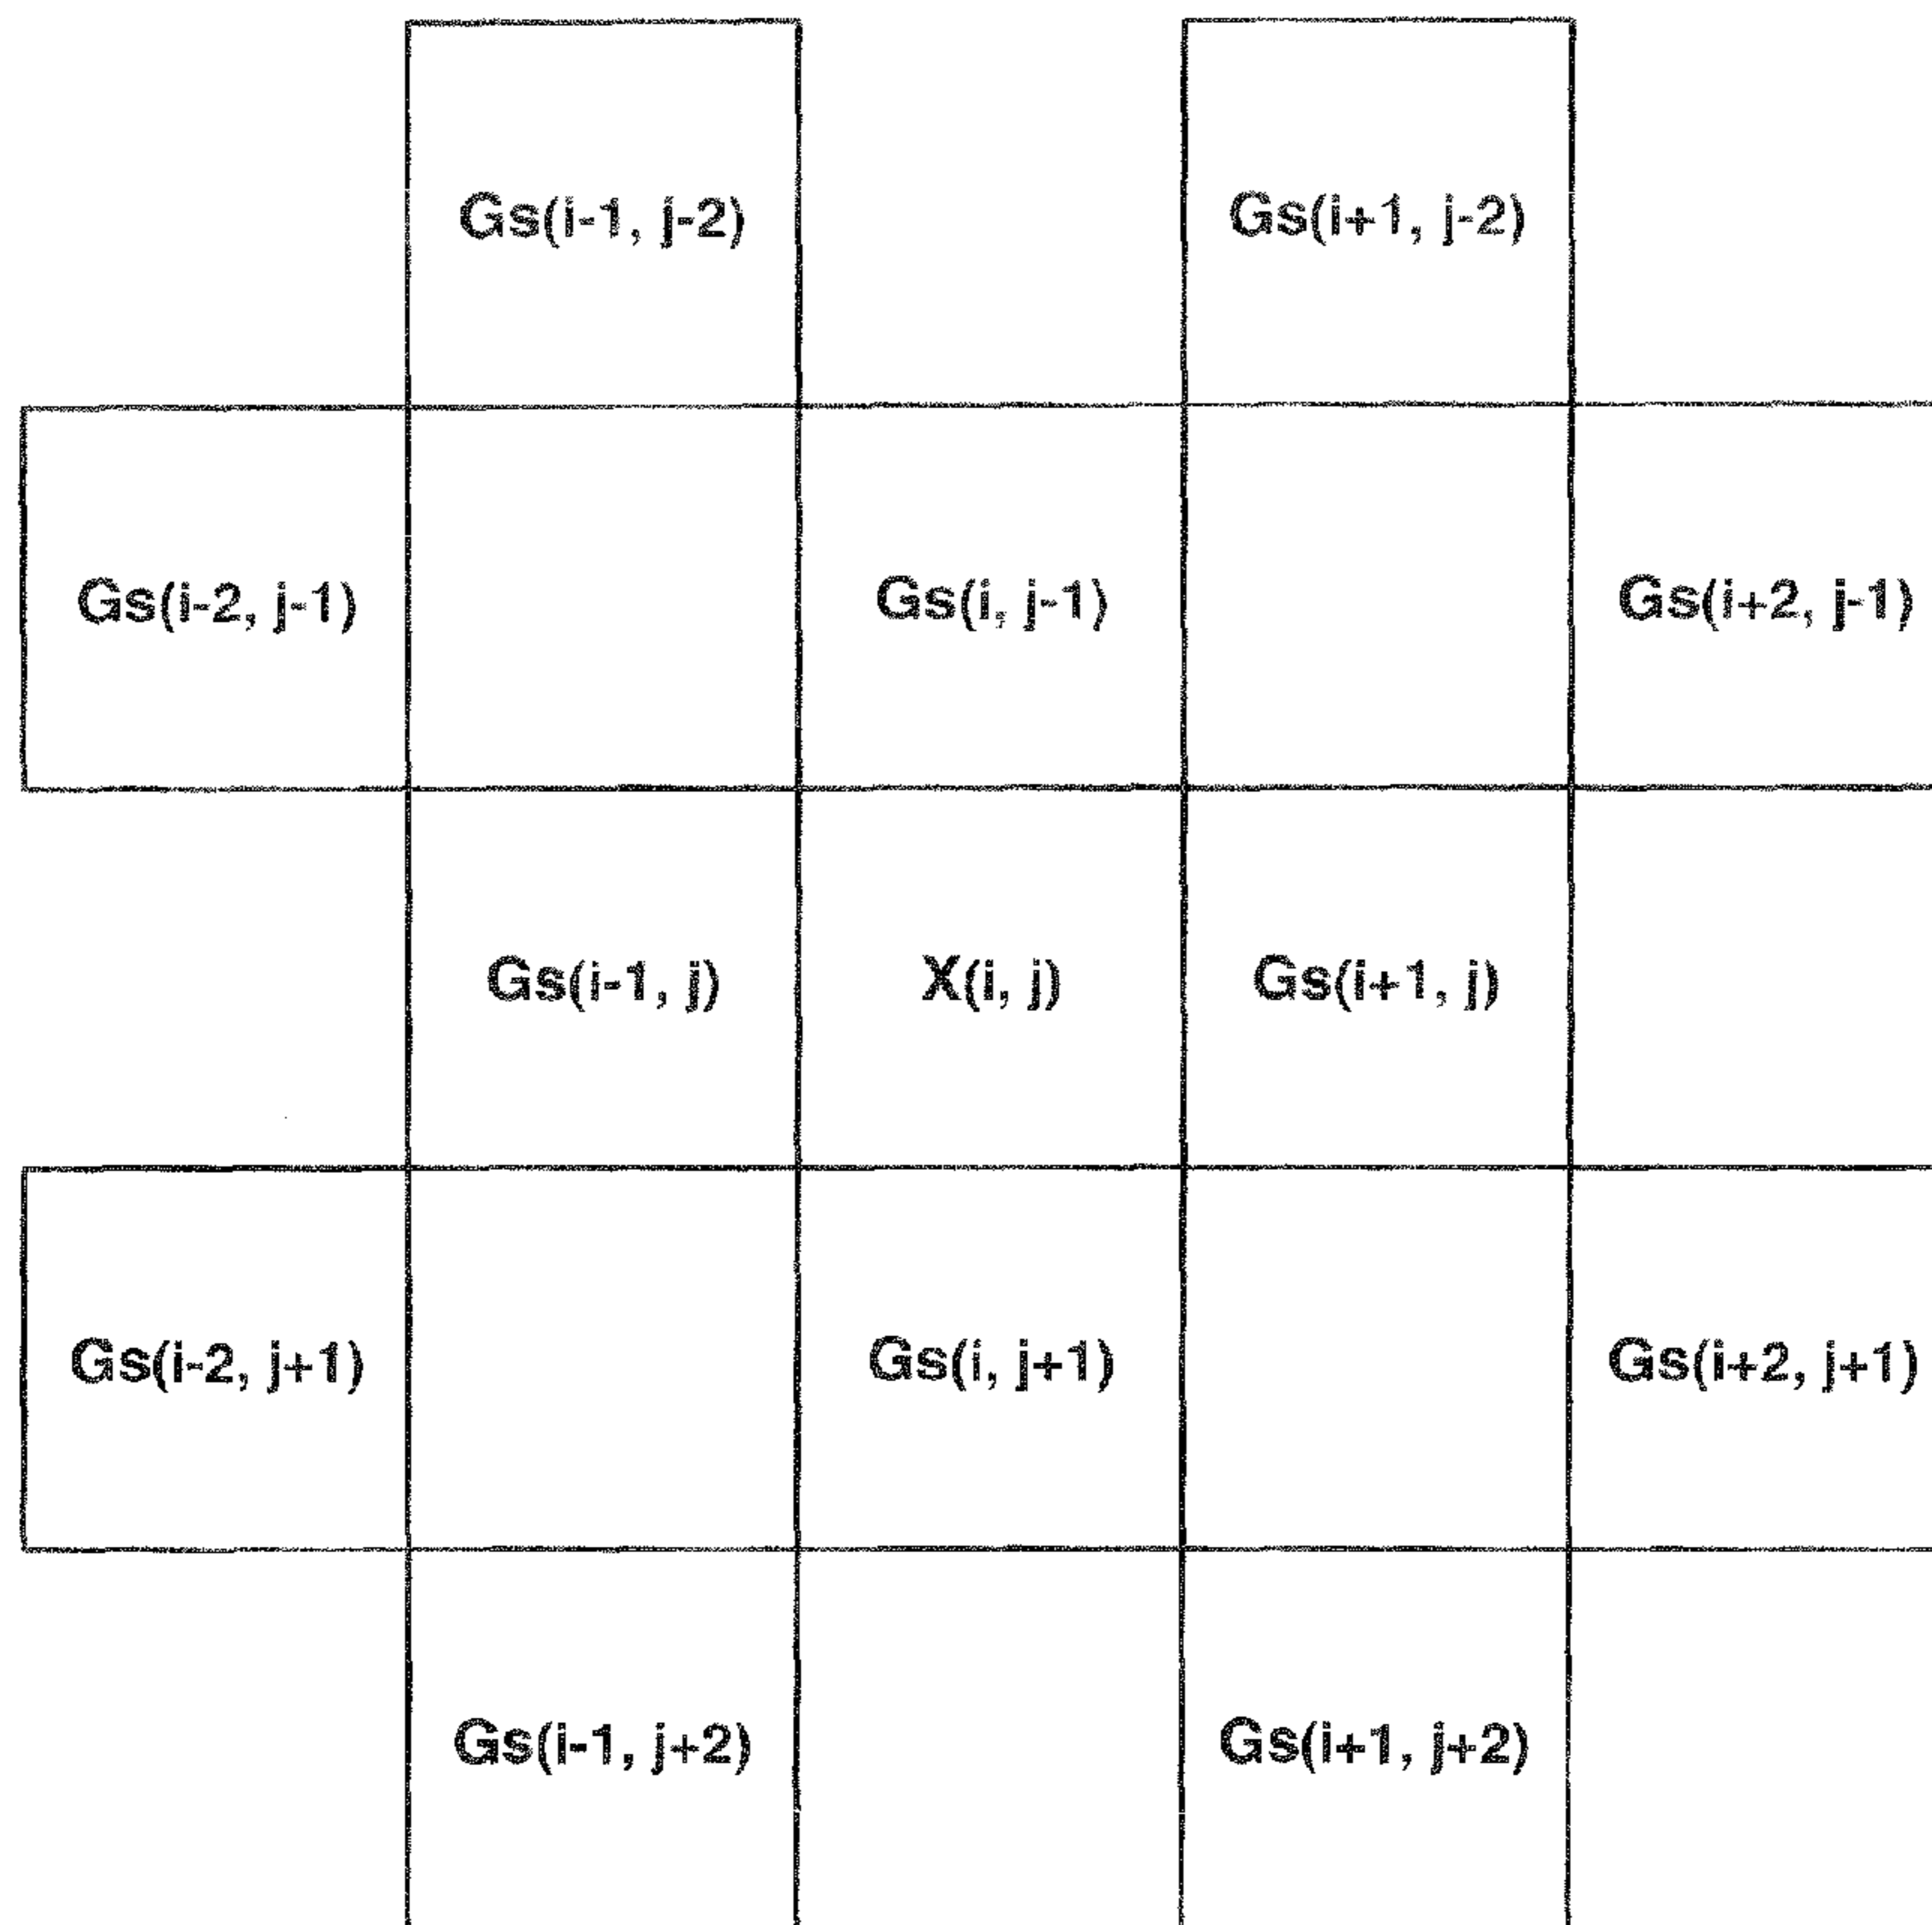 Gs(i-1, j-2) Gs(i+1, j-2)
Gs(i-2, j-1) Gs(i, j-1) Gs(i+2, j-1)
Gs(i-1, j) X(i, j) Gs(i+1, j)
Gs(i-2, j+1) Gs(i, j+1) Gs(i+2, j+1)
Gs(i-1, j+2) Gs(i+1, j+2)